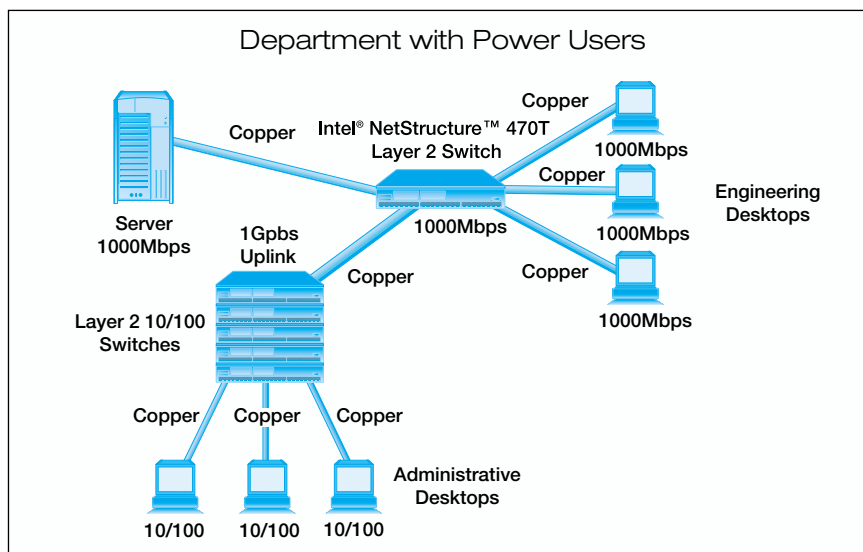 Department with Power Users
Copper
Intel® NetStructure™ 470T
Layer 2 Switch
Copper
1000Mbps
Copper
Engineering
Desktops
Server
1000Mbps
1Gpbs
Uplink
1000Mbps
1000Mbps
Copper
Copper
1000Mbps
Layer 2 10/100
Switches
Copper
Copper
Copper
Administrative
Desktops
10/100
10/100
10/100